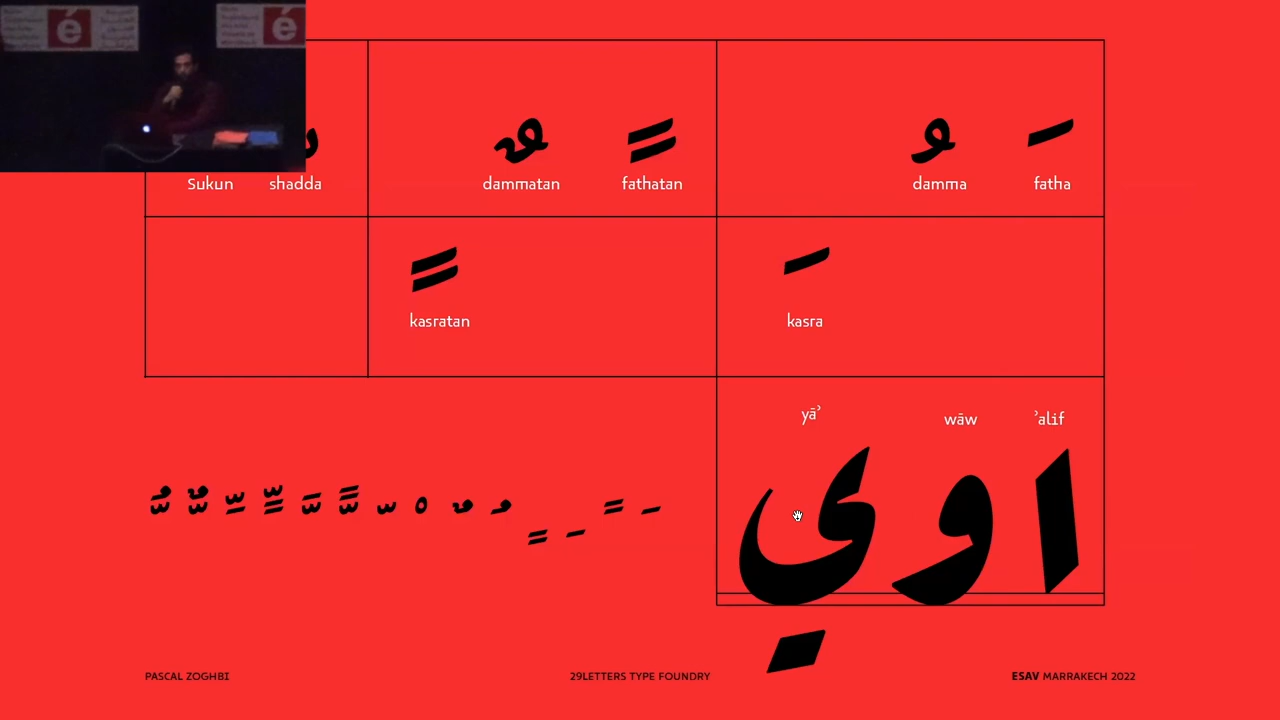 Sukun shadda dammatan fathatan damma fatha
kasratan kasra
yāʾ wāw ʾalif
اوي
PASCAL ZOGHBI 29LETTERS TYPE FOUNDRY ESAV MARRAKECH 2022
é é